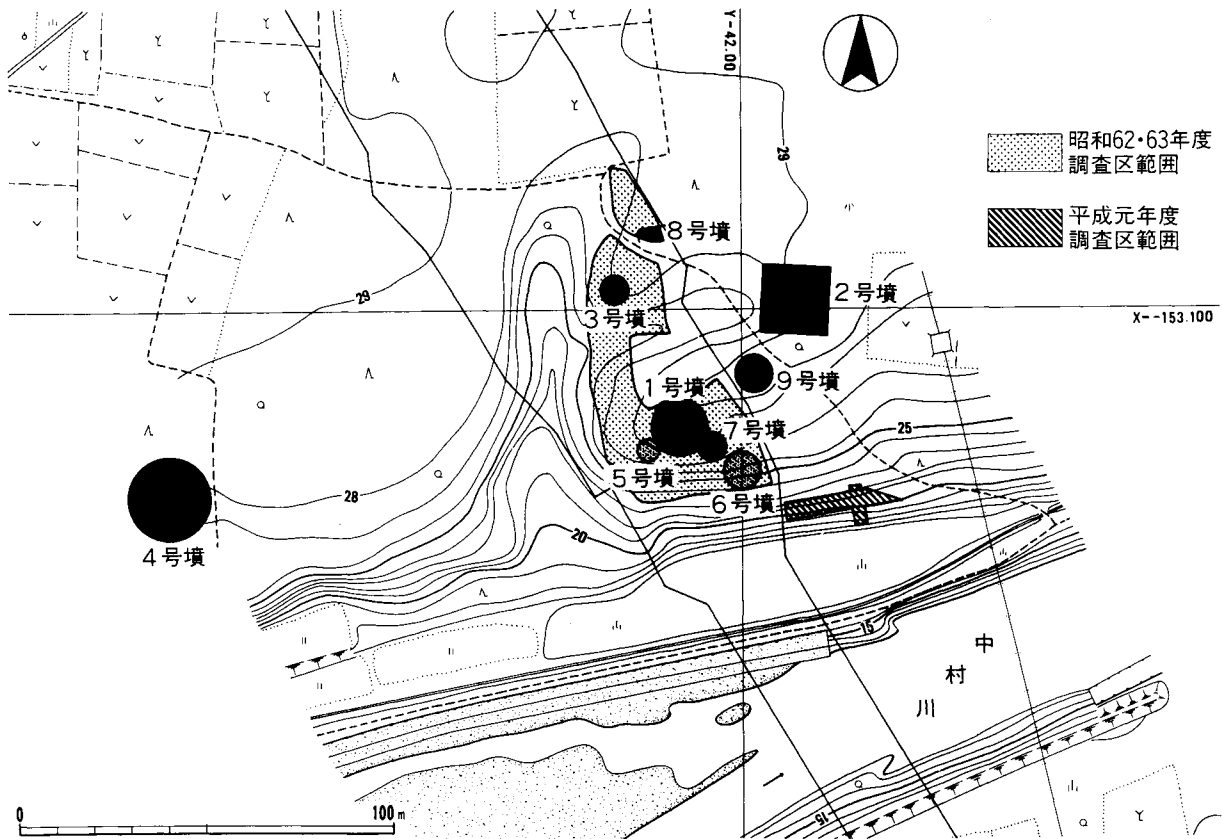 Y-42.00
昭和62・63年度
調査区範囲
平成元年度
調査区範囲
29
8号墳
2号墳
29
3号墳
X--153.100
9号墳
1号墳
7号墳
25
5号墳
6号墳
28
4号墳
20
15
中
村
川
15
0
100m